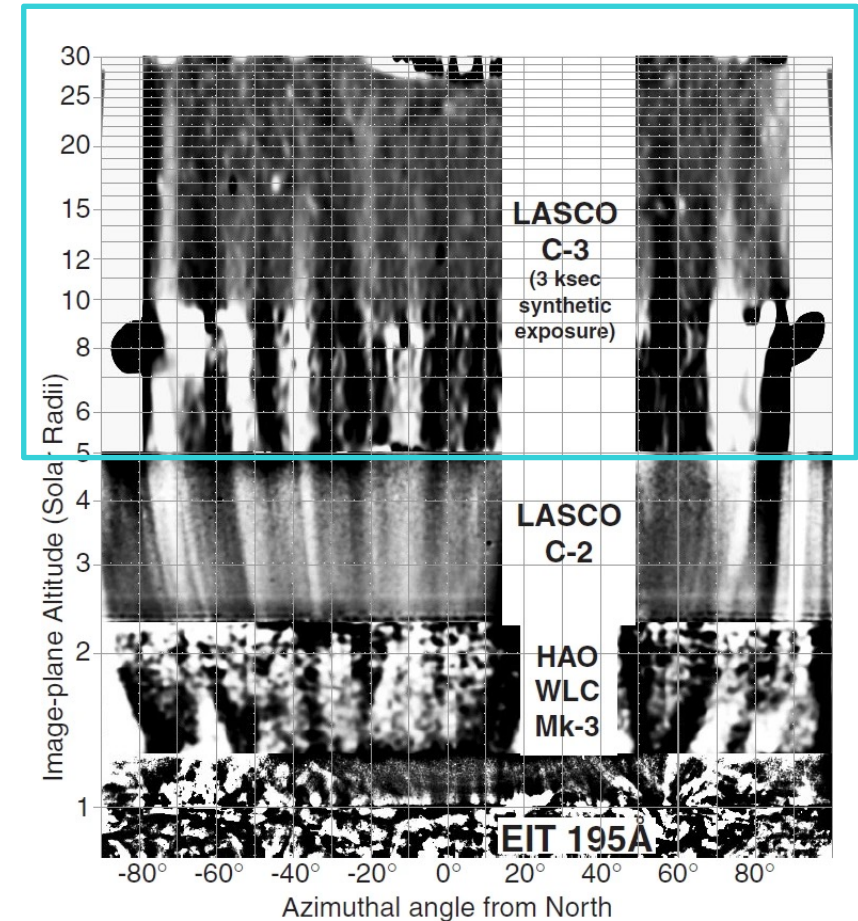 30
25
20
15
12
10
8
6
5
4
3
2
1
Image-plane Altitude (Solar Radii)
LASCO
C-3
(3 ksec
synthetic
exposure)
LASCO
C-2
HAO
WLC
Mk-3
EIT 195Å
-80° -60° -40° -20° 0° 20° 40° 60° 80°
Azimuthal angle from North